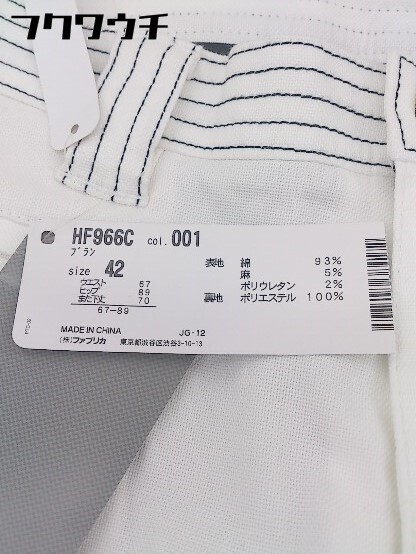 フクワウチ
HF966C col. 001
ブラン
size 42
ウエスト 67
ヒップ 89
また下丈 70
67-89
表地 綿 93%
麻 5%
ポリウレタン 2%
裏地 ポリエステル 100%
MADE IN CHINA JG-12
(株)ファブリカ 東京都渋谷区渋谷3-10-13